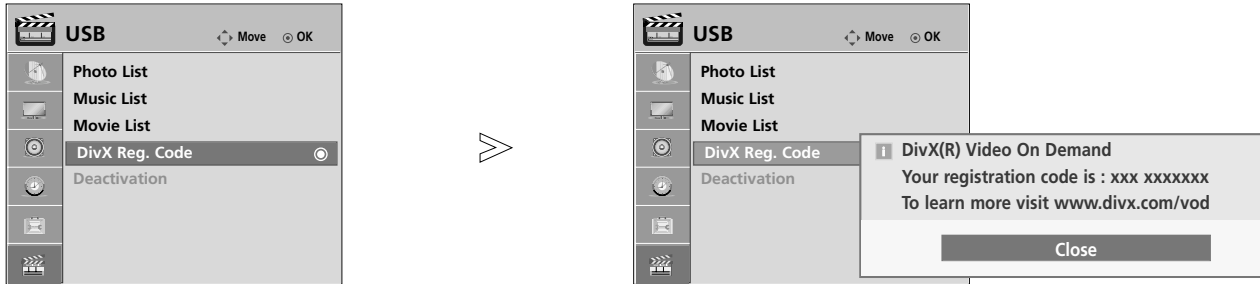 USB
Move
OK
Photo List
Music List
Movie List
DivX Reg. Code
Deactivation
USB
Move
OK
Photo List
Music List
Movie List
DivX Reg. Code
Deactivation
i DivX(R) Video On Demand
Your registration code is : xxx xxxxxxx
To learn more visit www.divx.com/vod
Close